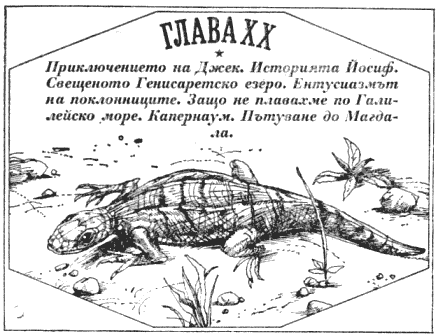 ГЛАВА XX
Приключението на Джек. Историята Йосиф.
Свещеното Генисаретско езеро. Ентусиазмът
на поклонниците. Защо не плавахме по Гали-
лейско море. Капернаум. Пътуване до Магда-
ла.